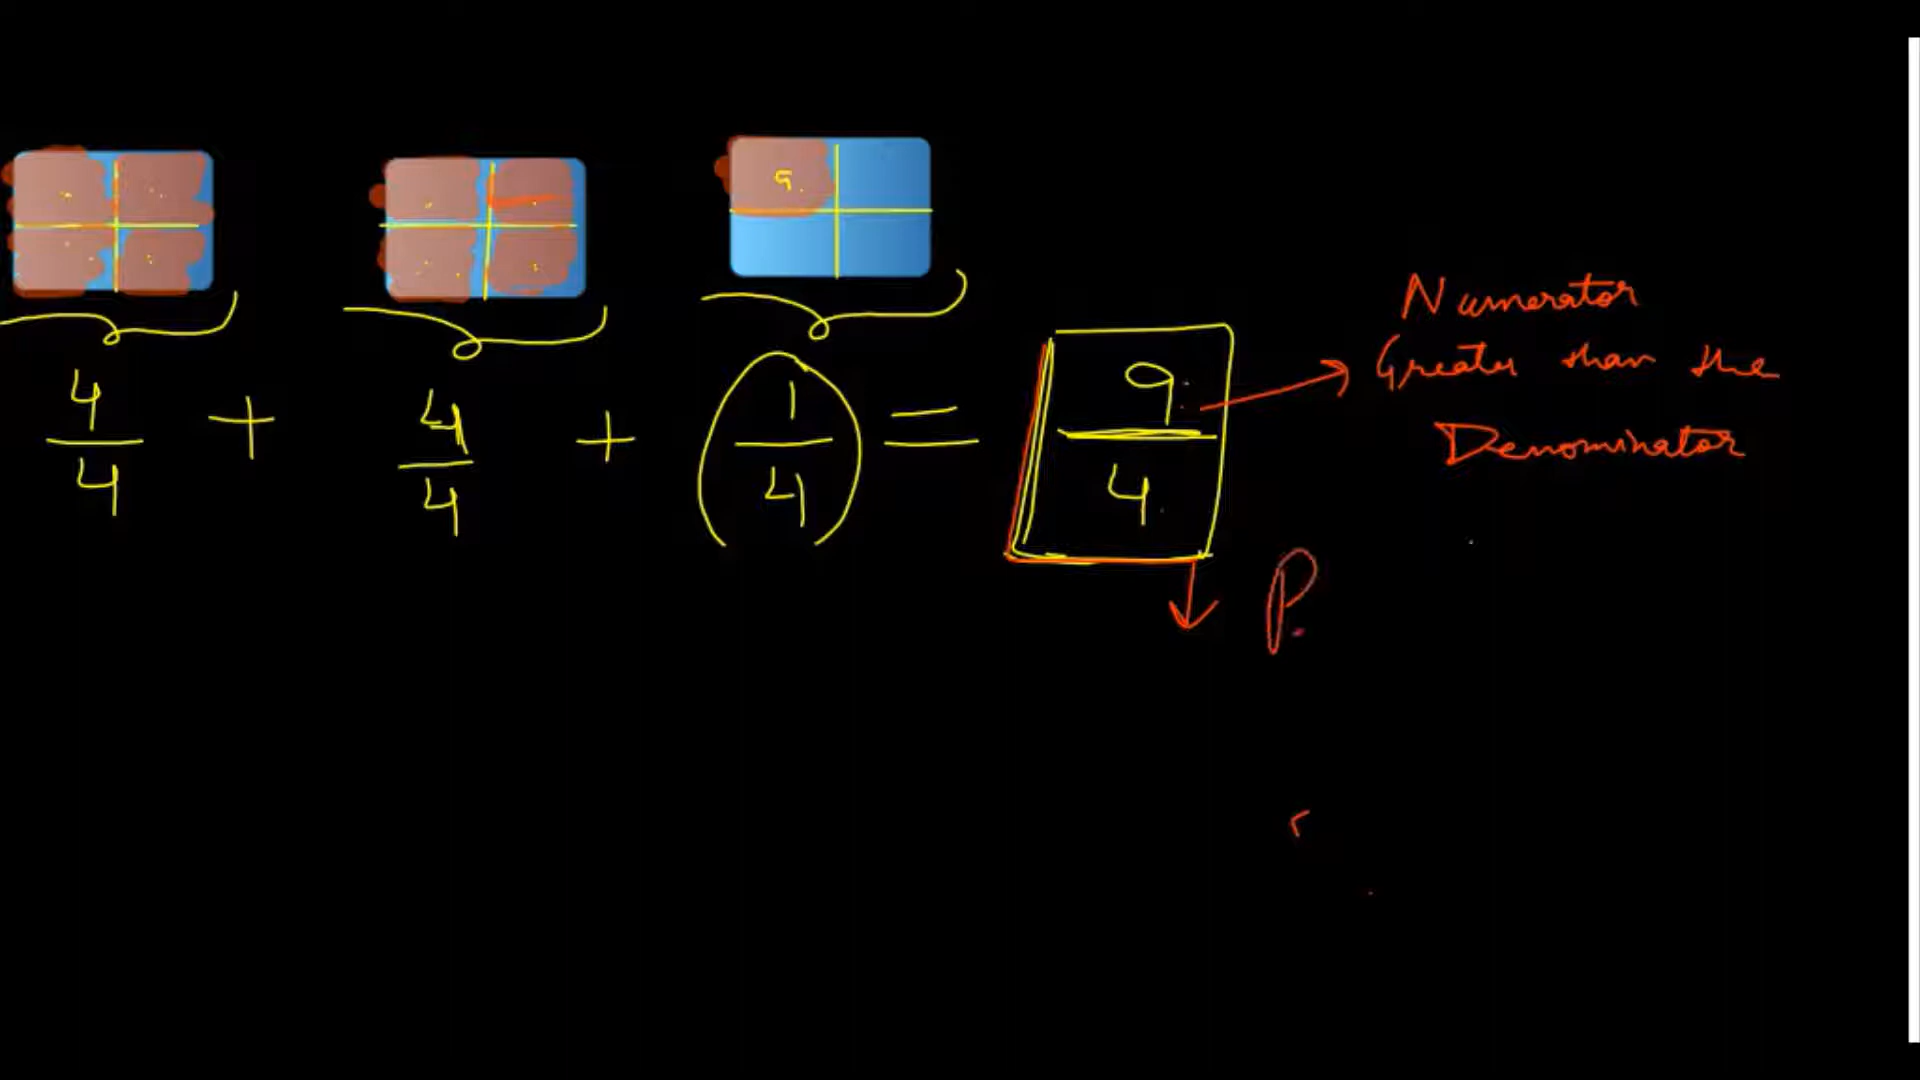 9.
4/4 + 4/4 + 1/4 = 9/4
Numerator
Greater than the
Denominator
P.